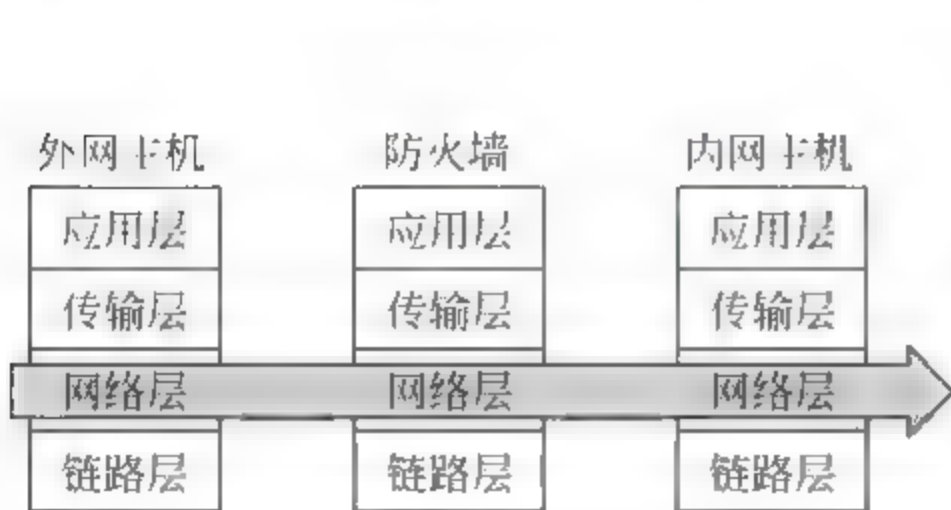 外网主机 防火墙 内网主机
应用层 应用层 应用层
传输层 传输层 传输层
网络层 网络层 网络层
链路层 链路层 链路层